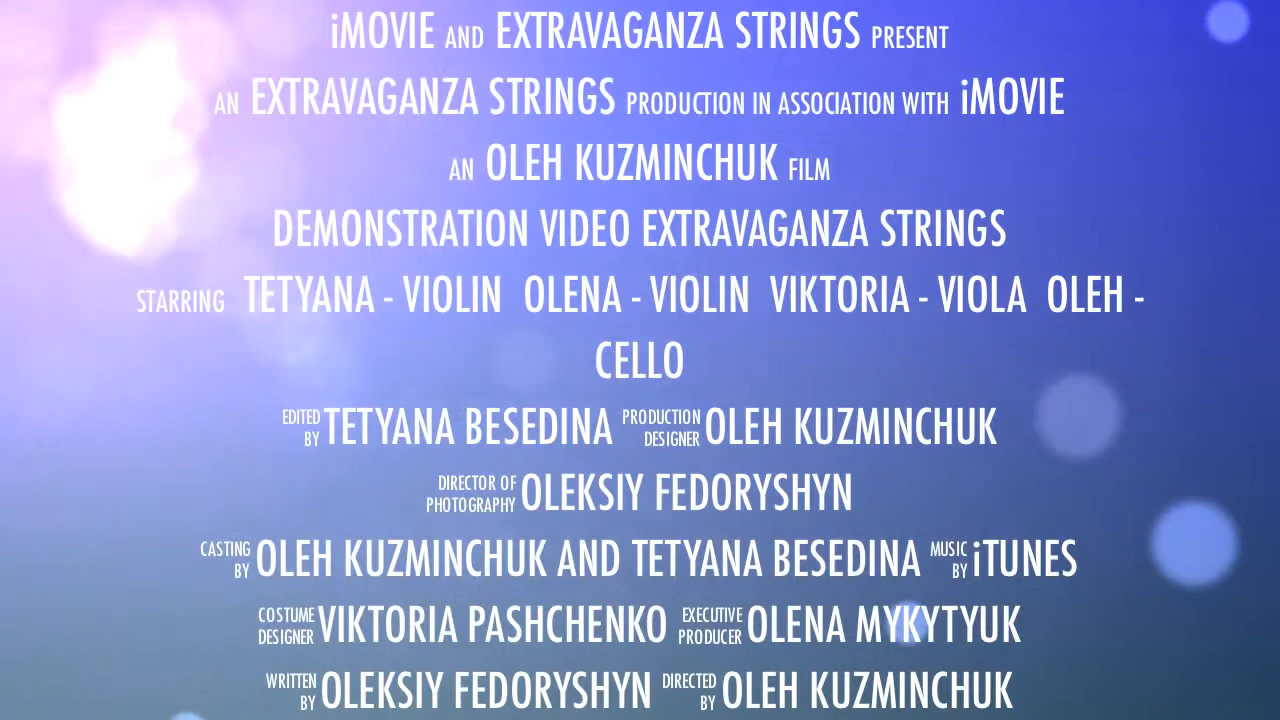 iMOVIE AND EXTRAVAGANZA STRINGS PRESENT
AN EXTRAVAGANZA STRINGS PRODUCTION IN ASSOCIATION WITH iMOVIE
AN OLEH KUZMINCHUK FILM
DEMONSTRATION VIDEO EXTRAVAGANZA STRINGS
STARRING TETYANA - VIOLIN OLENA - VIOLIN VIKTORIA - VIOLA OLEH -
CELLO
EDITED BY TETYANA BESEDINA PRODUCTION DESIGNER OLEH KUZMINCHUK
DIRECTOR OF PHOTOGRAPHY OLEKSIY FEDORYSHYN
CASTING BY OLEH KUZMINCHUK AND TETYANA BESEDINA MUSIC BY iTUNES
COSTUME DESIGNER VIKTORIA PASHCHENKO EXECUTIVE PRODUCER OLENA MYKYTYUK
WRITTEN BY OLEKSIY FEDORYSHYN DIRECTED BY OLEH KUZMINCHUK